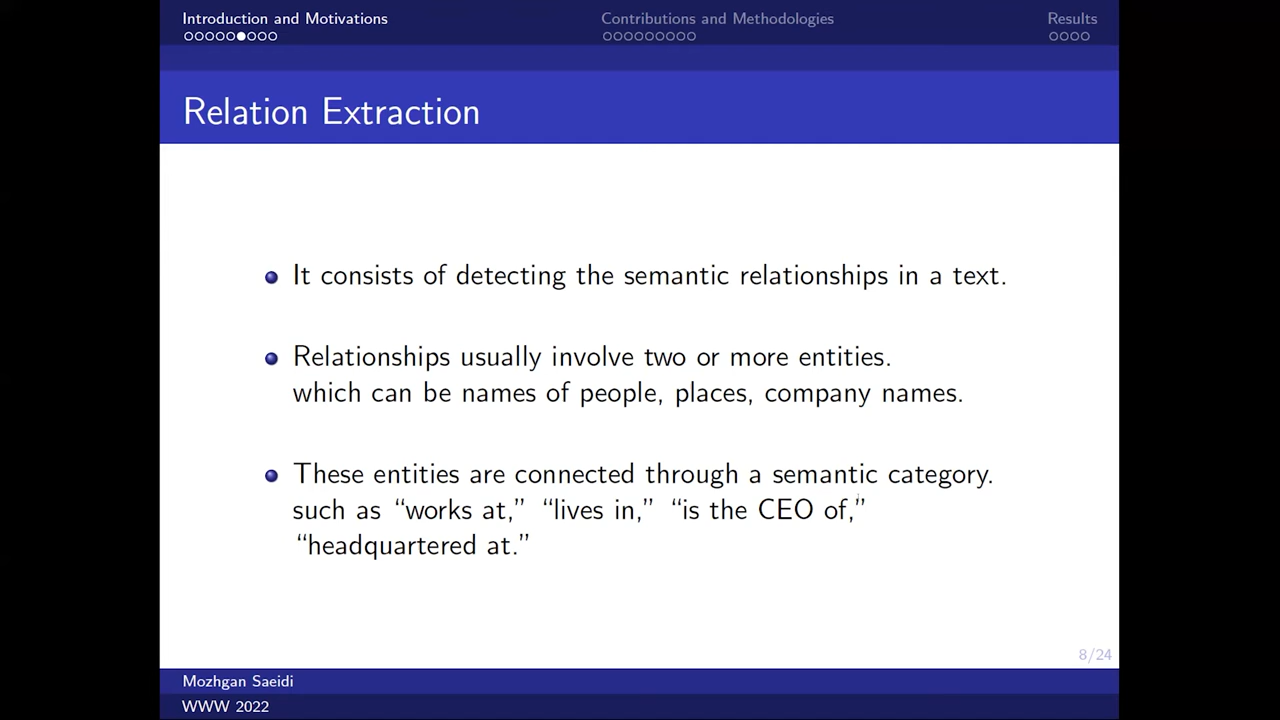 Introduction and Motivations
Contributions and Methodologies
Results
Relation Extraction
It consists of detecting the semantic relationships in a text.
Relationships usually involve two or more entities.
which can be names of people, places, company names.
These entities are connected through a semantic category.
such as “works at,” “lives in,” “is the CEO of,”
“headquartered at.”
8/24
Mozhgan Saeidi
WWW 2022